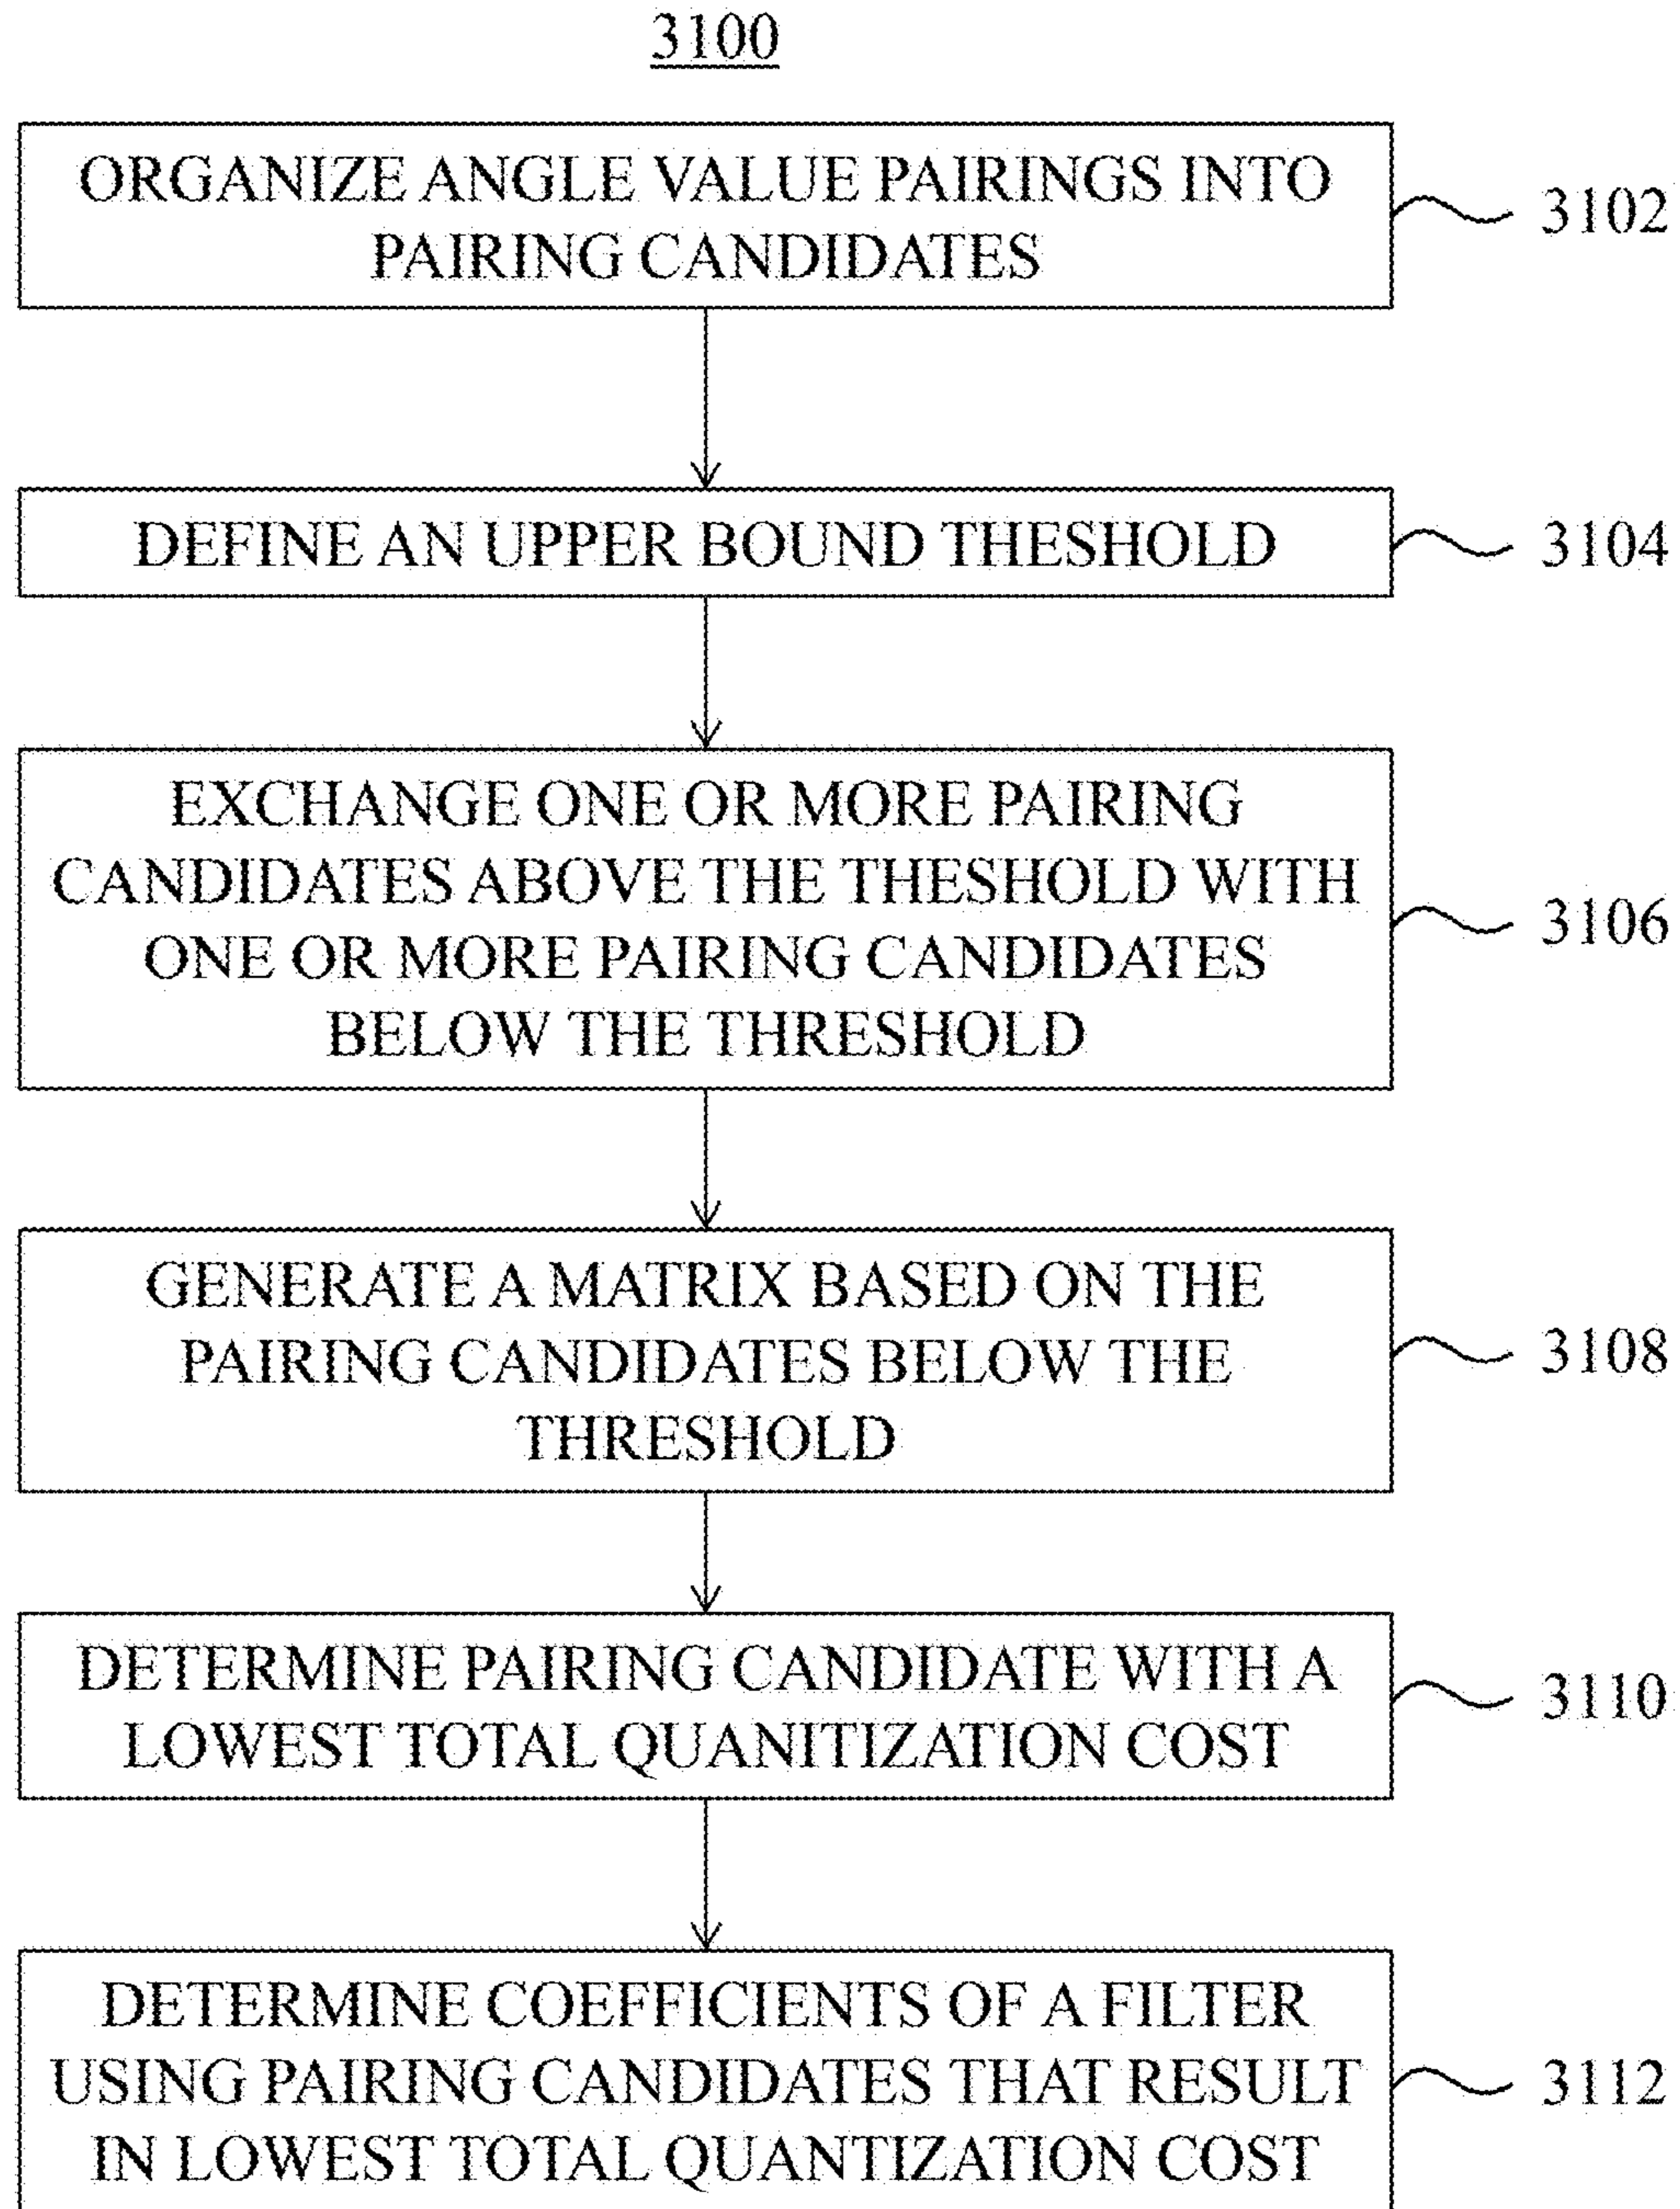 3100
ORGANIZE ANGLE VALUE PAIRINGS INTO
PAIRING CANDIDATES
3102
DEFINE AN UPPER BOUND THESHOLD
3104
EXCHANGE ONE OR MORE PAIRING
CANDIDATES ABOVE THE THESHOLD WITH
ONE OR MORE PAIRING CANDIDATES
BELOW THE THRESHOLD
3106
GENERATE A MATRIX BASED ON THE
PAIRING CANDIDATES BELOW THE
THRESHOLD
3108
DETERMINE PAIRING CANDIDATE WITH A
LOWEST TOTAL QUANITIZATION COST
3110
DETERMINE COEFFICIENTS OF A FILTER
USING PAIRING CANDIDATES THAT RESULT
IN LOWEST TOTAL QUANTIZATION COST
3112